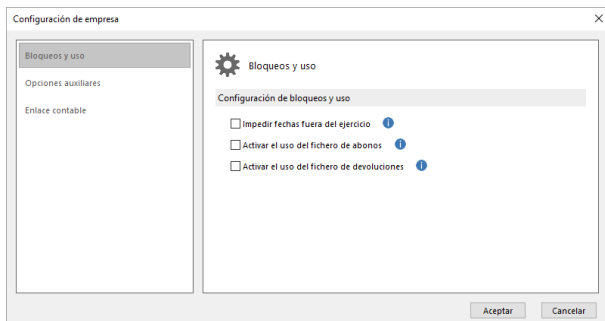 Configuración de empresa
Bloqueos y uso
Opciones auxiliares
Enlace contable
Bloqueos y uso
Configuración de bloqueos y uso
Impedir fechas fuera del ejercicio
Activar el uso del fichero de abonos
Activar el uso del fichero de devoluciones
Aceptar Cancelar